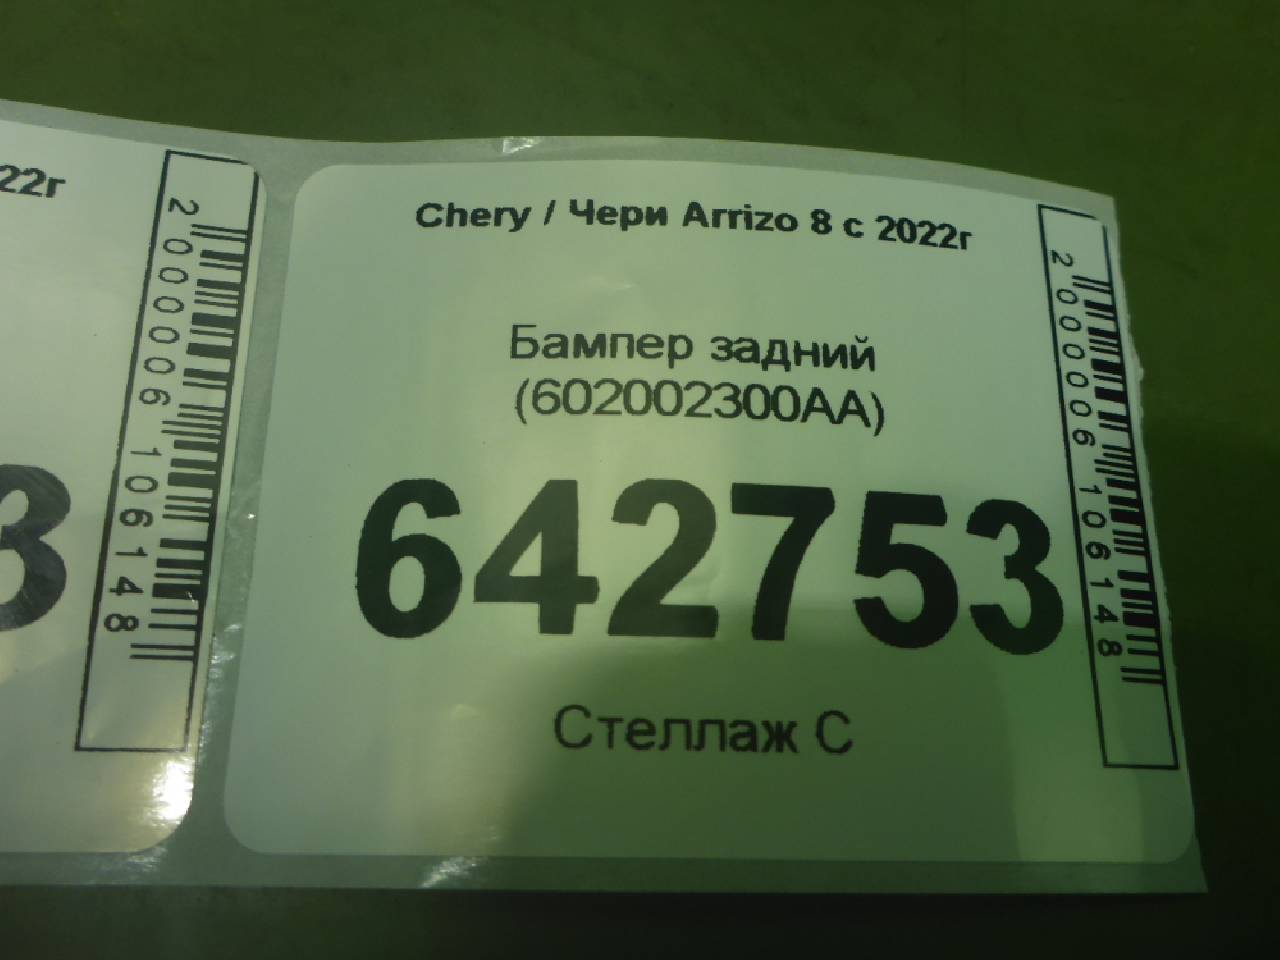 22г
2000006106148
3
Chery / Чери Arrizo 8 с 2022г
Бампер задний
(602002300AA)
642753
Стеллаж С
2000006106148